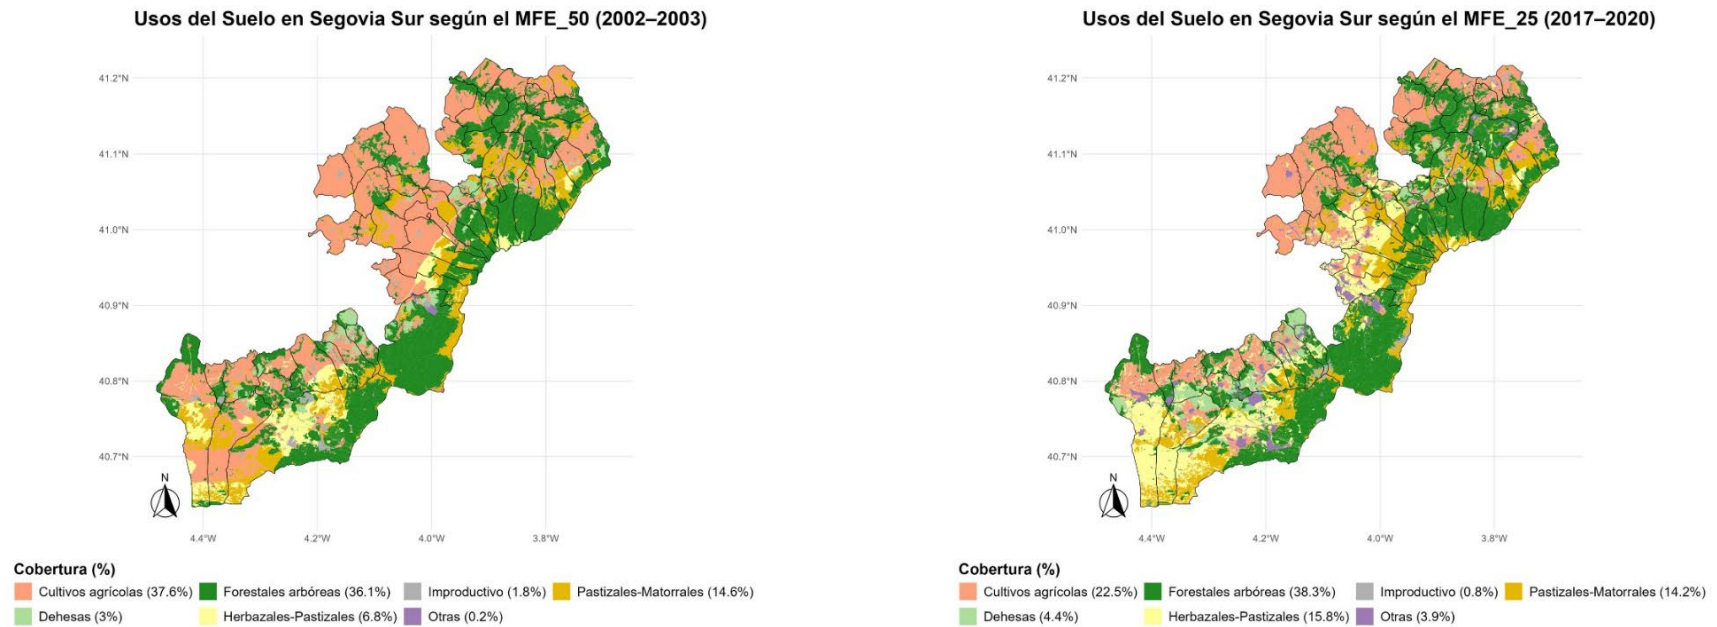 Usos del Suelo en Segovia Sur según el MFE_50 (2002–2003)
41.2°N
41.1°N
41.0°N
40.9°N
40.8°N
40.7°N
N
4.4°W 4.2°W 4.0°W 3.8°W
Cobertura (%)
Cultivos agrícolas (37.6%) Forestales arbóreas (36.1%) Improductivo (1.8%) Pastizales-Matorrales (14.6%)
Dehesas (3%) Herbazales-Pastizales (6.8%) Otras (0.2%)
Usos del Suelo en Segovia Sur según el MFE_25 (2017–2020)
41.2°N
41.1°N
41.0°N
40.9°N
40.8°N
40.7°N
N
4.4°W 4.2°W 4.0°W 3.8°W
Cobertura (%)
Cultivos agrícolas (22.5%) Forestales arbóreas (38.3%) Improductivo (0.8%) Pastizales-Matorrales (14.2%)
Dehesas (4.4%) Herbazales-Pastizales (15.8%) Otras (3.9%)